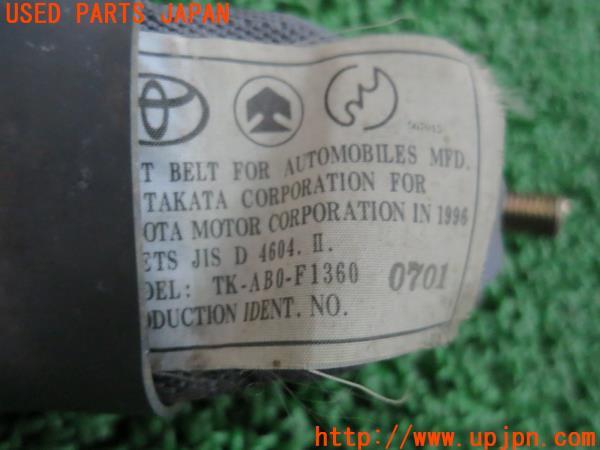 USED PARTS JAPAN
T BELT FOR AUTOMOBILES MFD.
TAKATA CORPORATION FOR
OTA MOTOR CORPORATION IN 1996
ETS JIS D 4604. II.
DEL: TK-AB0-F1360 0701
ODUCTION IDENT. NO.
http://www.upjpn.com/